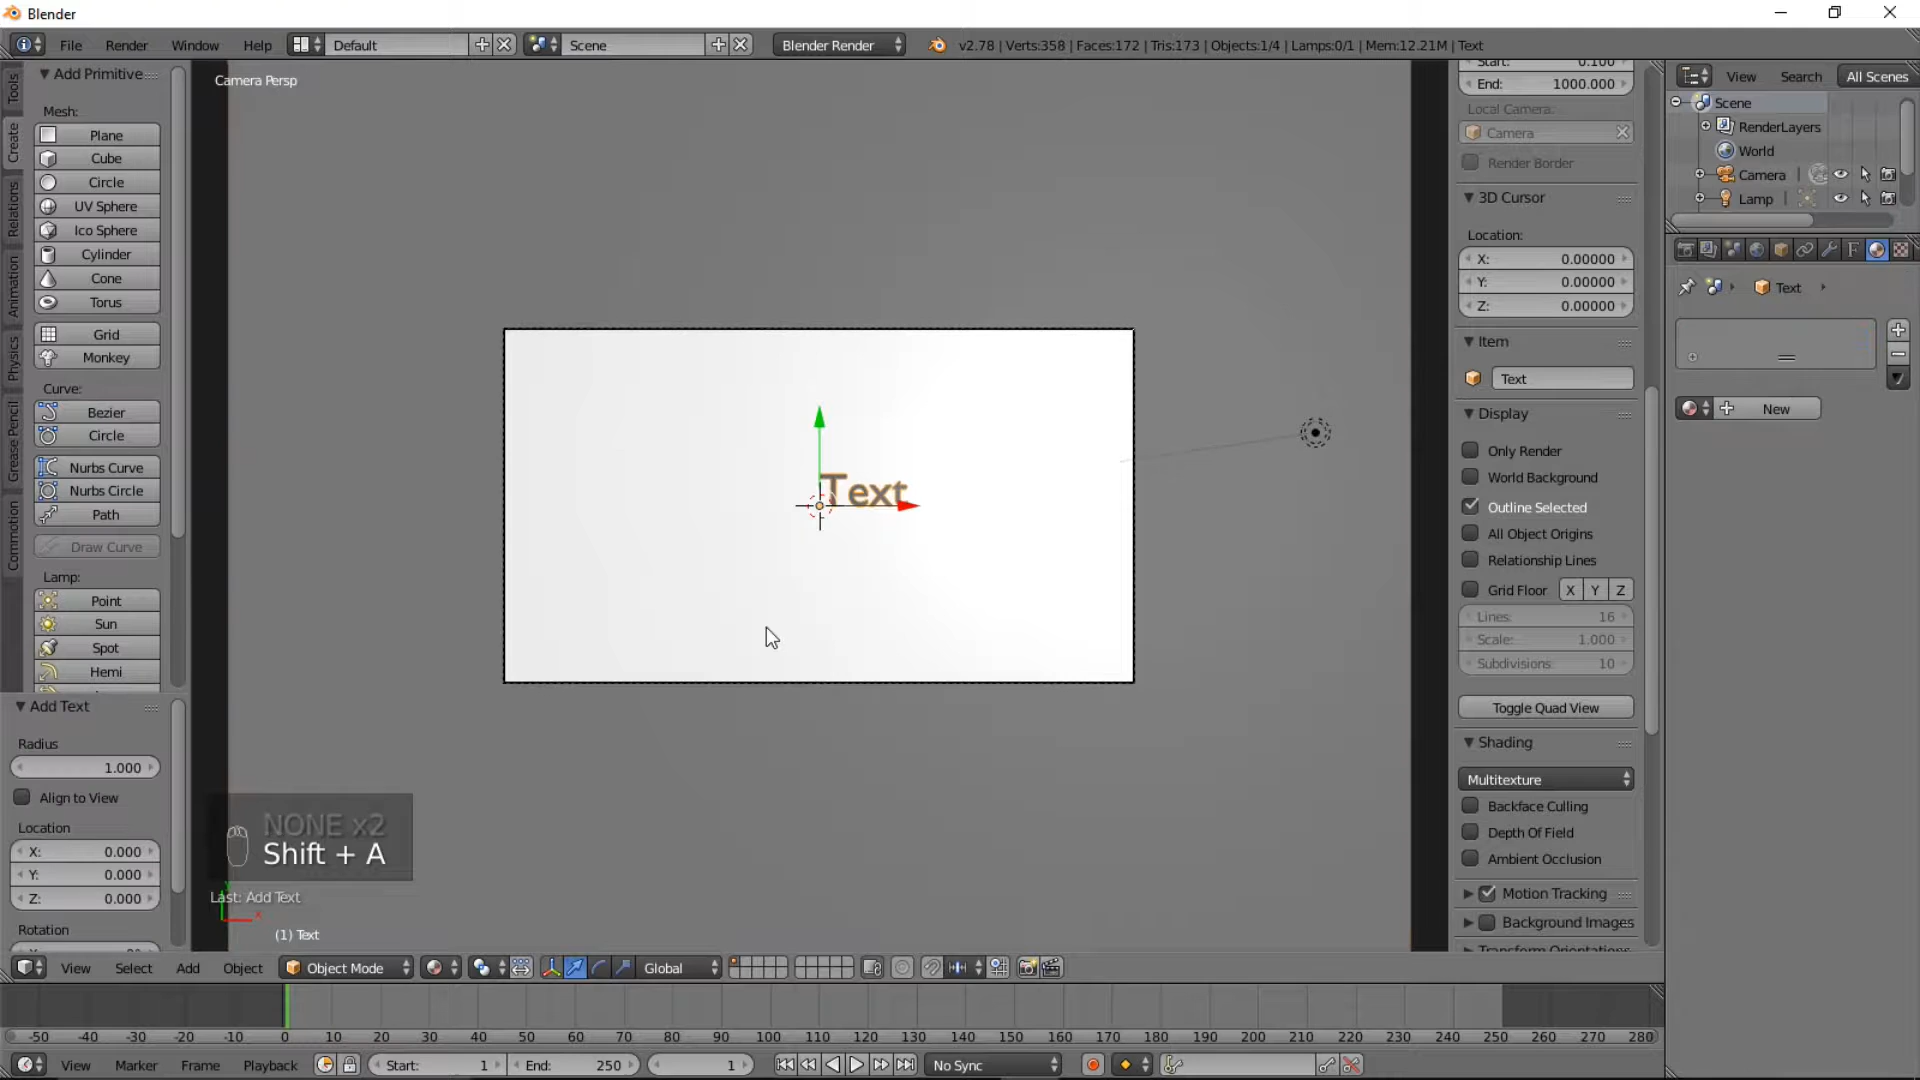 Blender
File Render Window Help Default Scene Blender Render v2.78 | Verts:358 | Faces:172 | Tris:173 | Objects:1/4 | Lamps:0/1 | Mem:12.21M | Text
Tools
Create
Relations
Animation
Physics
Grease Pencil
Commotion
Add Primitive
Mesh:
Plane
Cube
Circle
UV Sphere
Ico Sphere
Cylinder
Cone
Torus
Grid
Monkey
Curve:
Bezier
Circle
Nurbs Curve
Nurbs Circle
Path
Draw Curve
Lamp:
Point
Sun
Spot
Hemi
Add Text
Radius
1.000
Align to View
Location
X: 0.000
Y: 0.000
Z: 0.000
Rotation
Camera Persp
Text
NONE x2
Shift + A
Last: Add Text
x
(1) Text
Start: 0.100
End: 1000.000
Local Camera:
Camera
Render Border
3D Cursor
Location:
X: 0.00000
Y: 0.00000
Z: 0.00000
Item
Text
Display
Only Render
World Background
Outline Selected
All Object Origins
Relationship Lines
Grid Floor X Y Z
Lines: 16
Scale: 1.000
Subdivisions: 10
Toggle Quad View
Shading
Multitexture
Backface Culling
Depth Of Field
Ambient Occlusion
Motion Tracking
Background Images
Transform Orientations
View Search All Scenes
Scene
RenderLayers
World
Camera
Lamp
Text
New
View Select Add Object Object Mode Global
-50 -40 -30 -20 -10 0 10 20 30 40 50 60 70 80 90 100 110 120 130 140 150 160 170 180 190 200 210 220 230 240 250 260 270 280
View Marker Frame Playback Start: 1 End: 250 1 No Sync